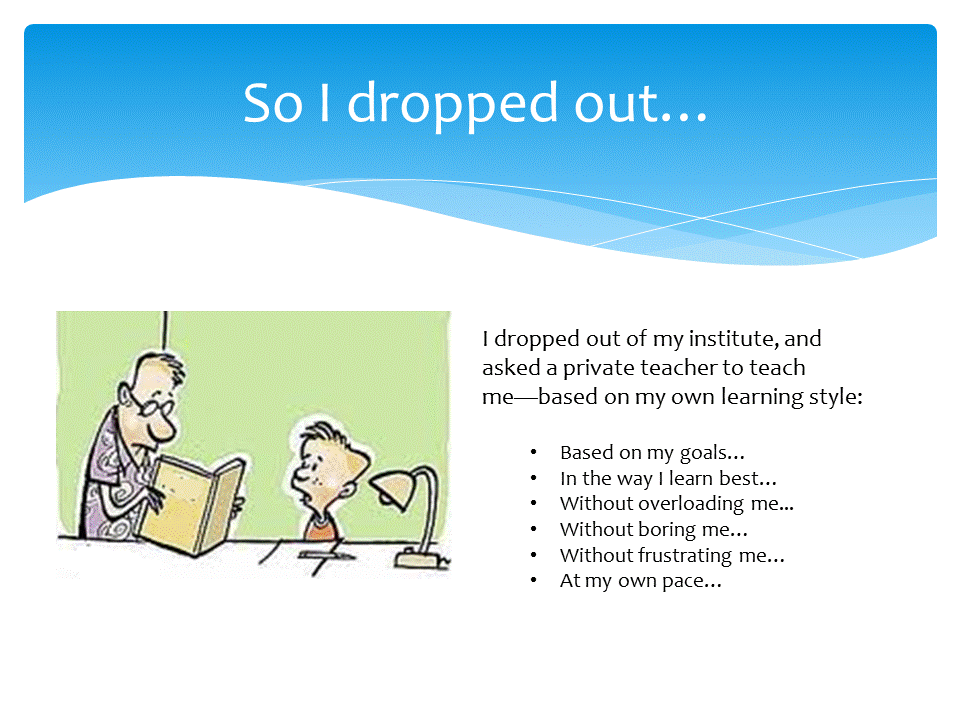 So I dropped out…
I dropped out of my institute, and
asked a private teacher to teach
me—based on my own learning style:
• Based on my goals…
• In the way I learn best…
• Without overloading me...
• Without boring me…
• Without frustrating me…
• At my own pace…